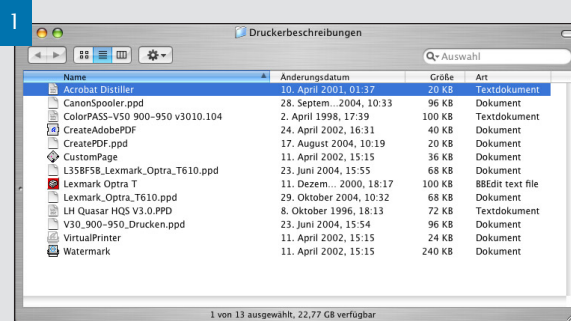 1
Druckerbeschreibungen
Auswahl
Name Änderungsdatum Größe Art
Acrobat Distiller 10. April 2001, 01:37 20 KB Textdokument
CanonSpooler.ppd 28. Septem...2004, 10:33 96 KB Dokument
ColorPASS-V50 900-950 v3010.104 2. April 1998, 17:39 100 KB Textdokument
CreateAdobePDF 24. April 2002, 16:31 40 KB Dokument
CreatePDF.ppd 17. August 2004, 10:19 20 KB Dokument
CustomPage 11. April 2002, 15:15 36 KB Dokument
L35BF5B_Lexmark_Optra_T610.ppd 23. Juni 2004, 15:55 68 KB Dokument
Lexmark Optra T 11. Dezem... 2000, 18:17 100 KB BBEdit text file
Lexmark_Optra_T610.ppd 29. Oktober 2004, 10:32 68 KB Dokument
LH Quasar HQS V3.0.PPD 8. Oktober 1996, 18:13 72 KB Textdokument
V30_900-950_Drucken.ppd 23. Juni 2004, 15:54 96 KB Dokument
VirtualPrinter 11. April 2002, 15:15 24 KB Dokument
Watermark 11. April 2002, 15:15 240 KB Dokument
1 von 13 ausgewählt, 22,77 GB verfügbar